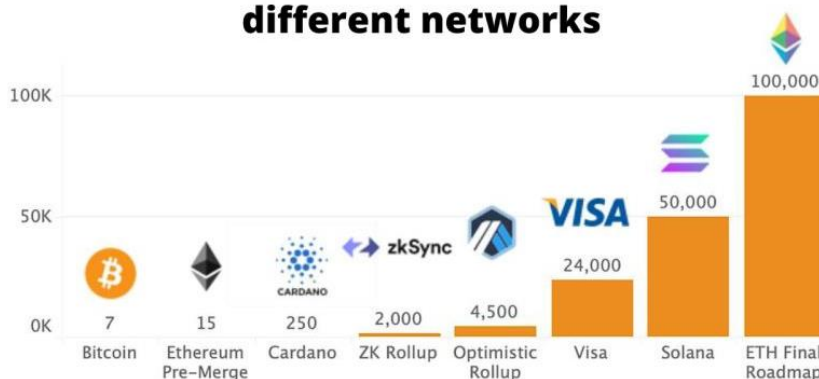 different networks
100K
50K
0K
7
15
250
2,000
4,500
24,000
50,000
100,000
CARDANO
zkSync
VISA
Bitcoin
Ethereum
Pre-Merge
Cardano
ZK Rollup
Optimistic
Rollup
Visa
Solana
ETH Final
Roadmap